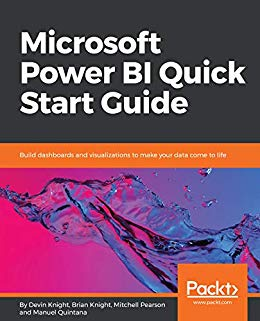 Microsoft
Power BI Quick
Start Guide
Build dashboards and visualizations to make your data come to life
Packt>
www.packt.com
By Devin Knight, Brian Knight, Mitchell Pearson
and Manuel Quintana